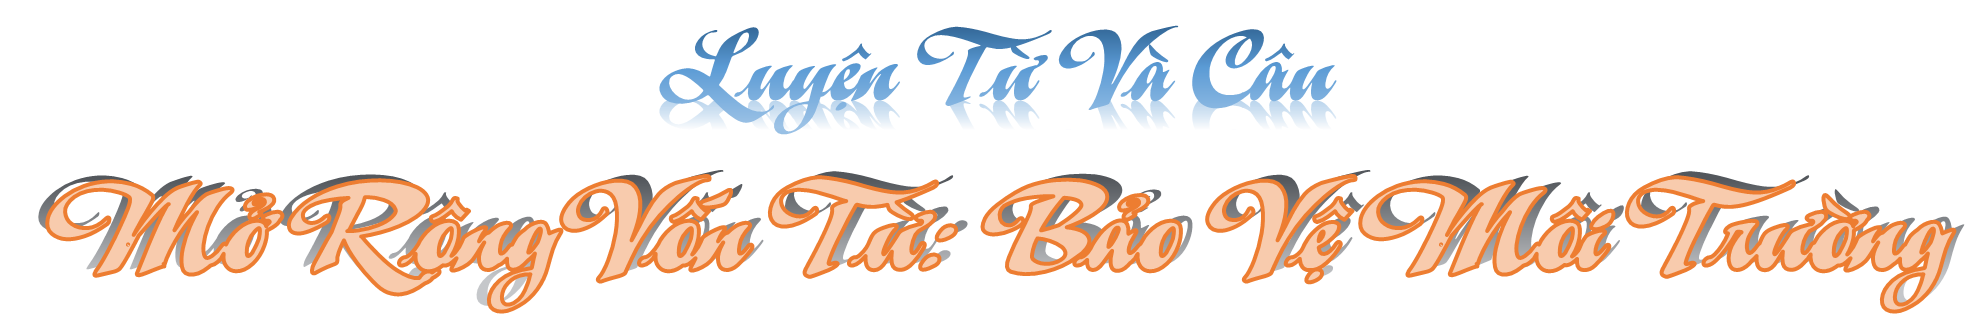 Luyện Từ Và Câu
Mở Rộng Vốn Từ: Bảo Vệ Môi Trường